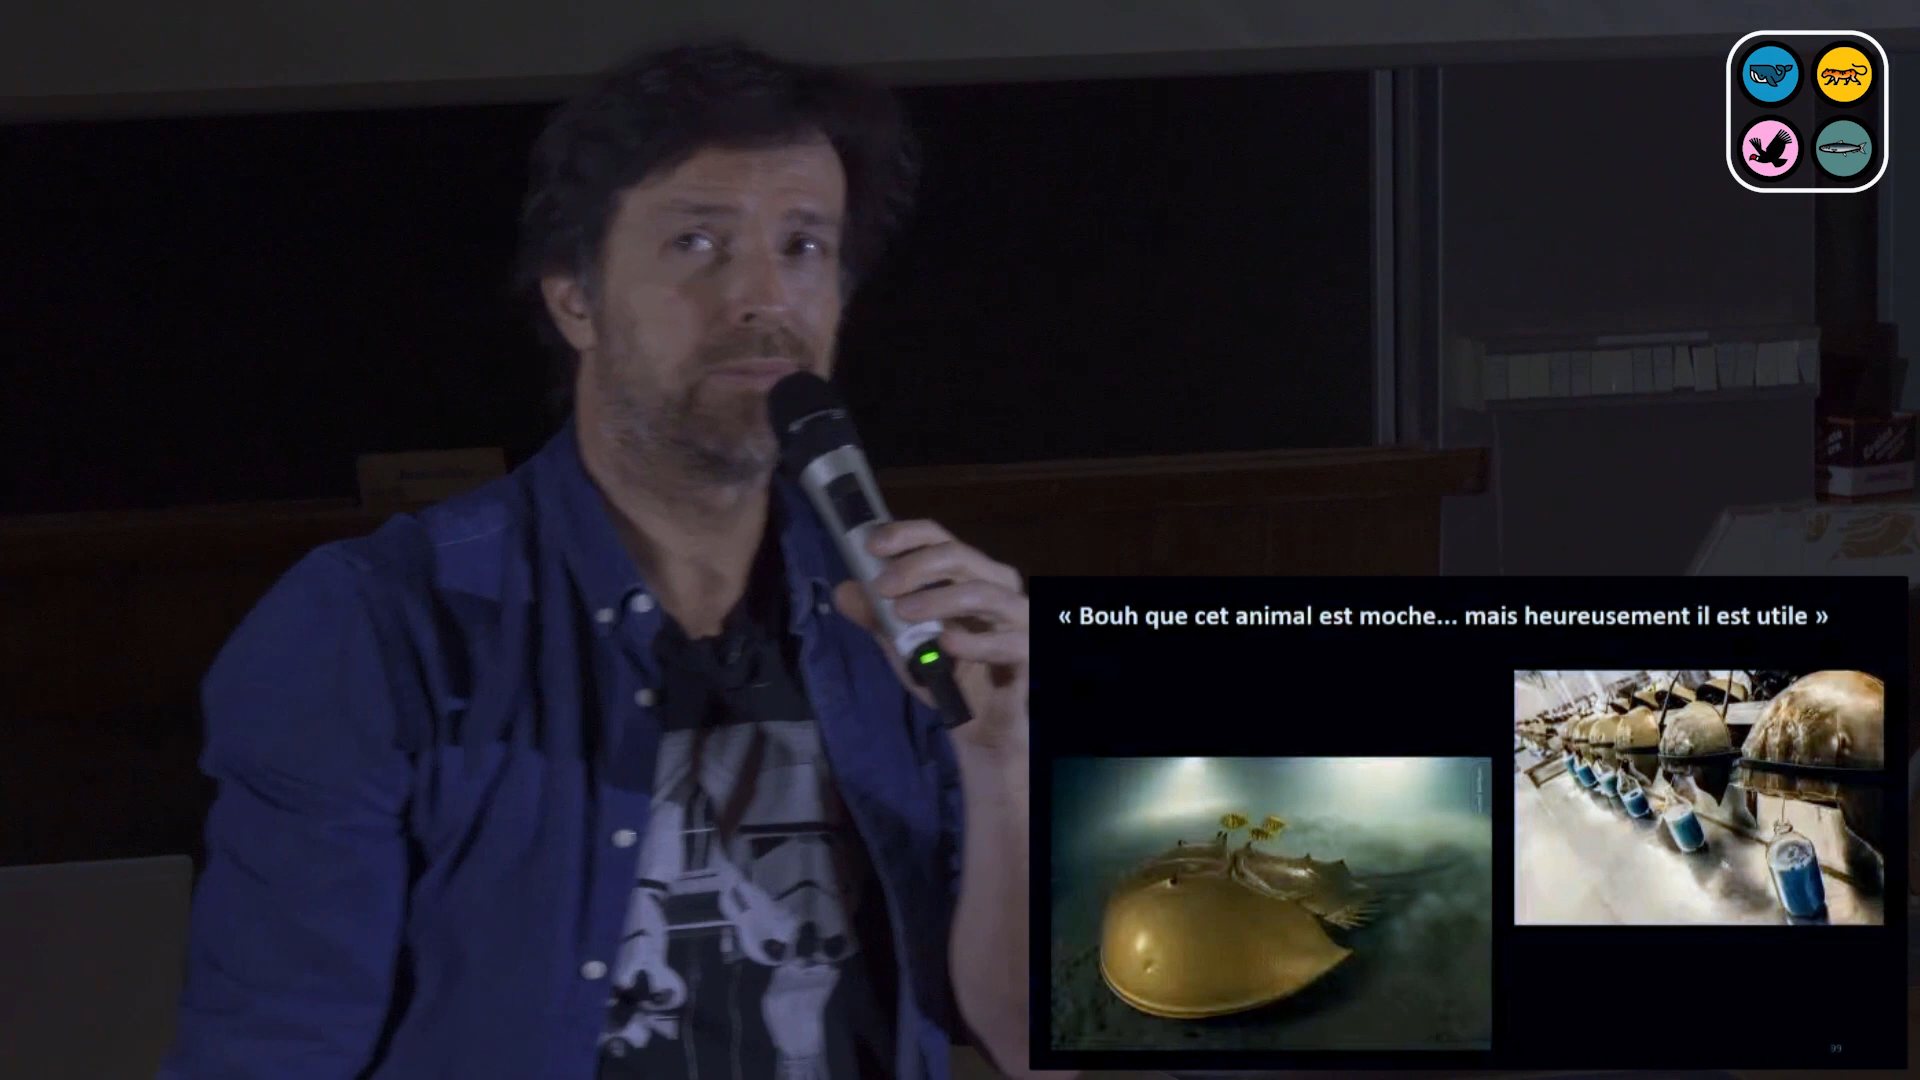 « Bouh que cet animal est moche... mais heureusement il est utile »